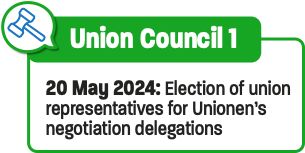 Union Council 1
20 May 2024: Election of union
representatives for Unionen's
negotiation delegations